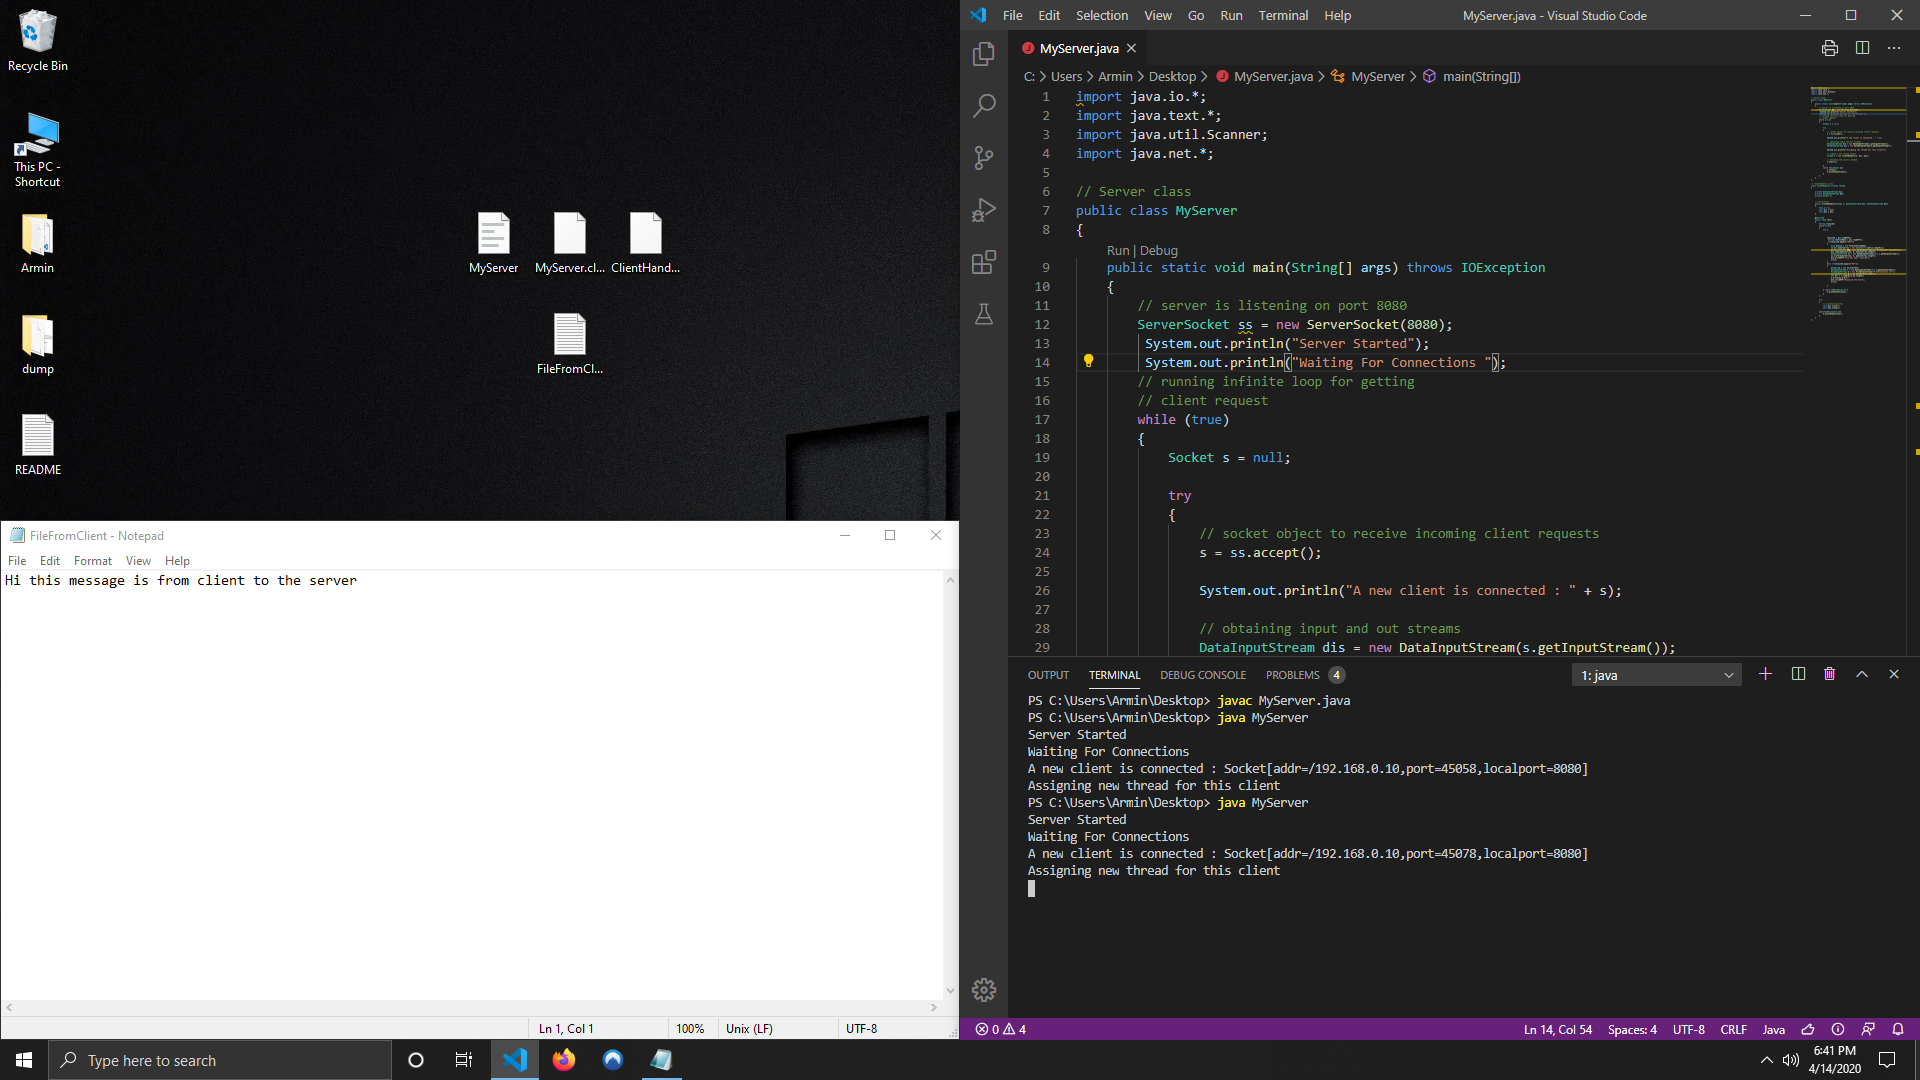 Recycle Bin
This PC -
Shortcut
Armin
dump
README
MyServer
MyServer.cl...
ClientHand...
FileFromCl...
FileFromClient - Notepad
File Edit Format View Help
Hi this message is from client to the server
Ln 1, Col 1
100%
Unix (LF)
UTF-8
File Edit Selection View Go Run Terminal Help
MyServer.java - Visual Studio Code
MyServer.java
C: > Users > Armin > Desktop > MyServer.java > MyServer > main(String[])
1 import java.io.*;
2 import java.text.*;
3 import java.util.Scanner;
4 import java.net.*;
5
6 // Server class
7 public class MyServer
8 {
Run | Debug
9 public static void main(String[] args) throws IOException
10 {
11 // server is listening on port 8080
12 ServerSocket ss = new ServerSocket(8080);
13 System.out.println("Server Started");
14 System.out.println("Waiting For Connections ");
15 // running infinite loop for getting
16 // client request
17 while (true)
18 {
19 Socket s = null;
20
21 try
22 {
23 // socket object to receive incoming client requests
24 s = ss.accept();
25
26 System.out.println("A new client is connected : " + s);
27
28 // obtaining input and out streams
29 DataInputStream dis = new DataInputStream(s.getInputStream());
OUTPUT TERMINAL DEBUG CONSOLE PROBLEMS 4
1: java
PS C:\Users\Armin\Desktop> javac MyServer.java
PS C:\Users\Armin\Desktop> java MyServer
Server Started
Waiting For Connections
A new client is connected : Socket[addr=/192.168.0.10,port=45058,localport=8080]
Assigning new thread for this client
PS C:\Users\Armin\Desktop> java MyServer
Server Started
Waiting For Connections
A new client is connected : Socket[addr=/192.168.0.10,port=45078,localport=8080]
Assigning new thread for this client
0 4
Ln 14, Col 54 Spaces: 4 UTF-8 CRLF Java
Type here to search
6:41 PM
4/14/2020